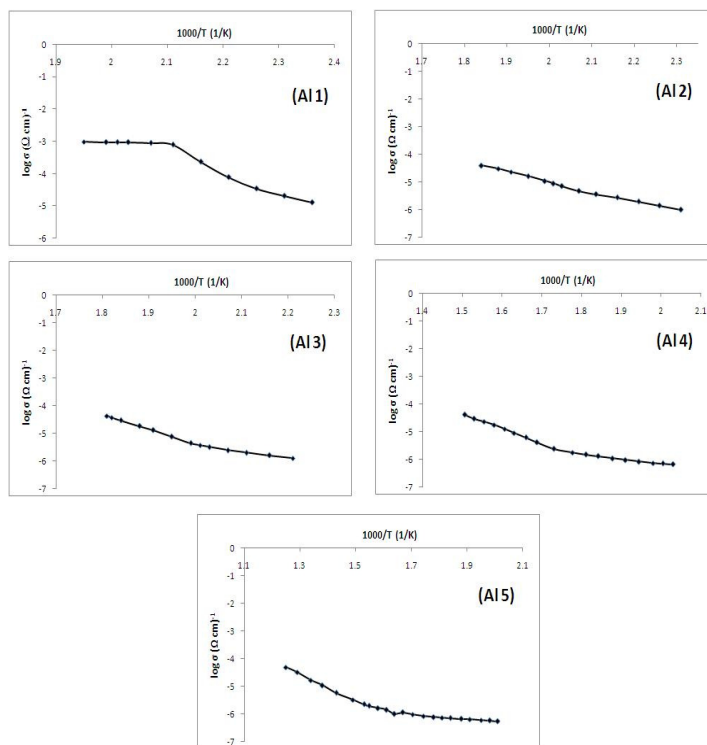 1000/T (1/K)
0
1.9 2 2.1 2.2 2.3 2.4
-1
-2
-3
-4
-5
-6
log σ (Ω cm)⁻¹
(Al 1)
1000/T (1/K)
0
1.7 1.8 1.9 2 2.1 2.2 2.3
-1
-2
-3
-4
-5
-6
-7
log σ (Ω cm)⁻¹
(Al 2)
1000/T (1/K)
0
1.7 1.8 1.9 2 2.1 2.2 2.3
-1
-2
-3
-4
-5
-6
-7
log σ (Ω cm)⁻¹
(Al 3)
1000/T (1/K)
0
1.4 1.5 1.6 1.7 1.8 1.9 2 2.1
-1
-2
-3
-4
-5
-6
-7
log σ (Ω cm)⁻¹
(Al 4)
1000/T (1/K)
0
1.1 1.3 1.5 1.7 1.9 2.1
-1
-2
-3
-4
-5
-6
-7
log σ (Ω cm)⁻¹
(Al 5)